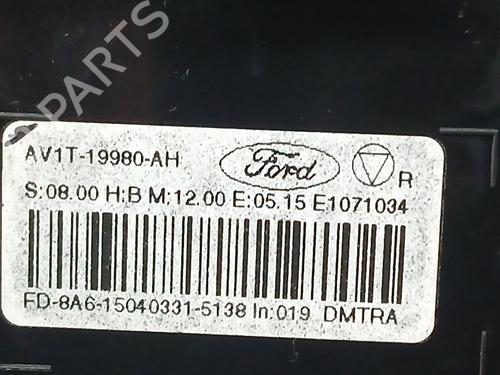 B-PARTS
AV1T-19980-AH Ford R
S:08.00 H:B M:12.00 E:05.15 E1071034
FD-8A6-15040331-5138 In:019 DMTRA